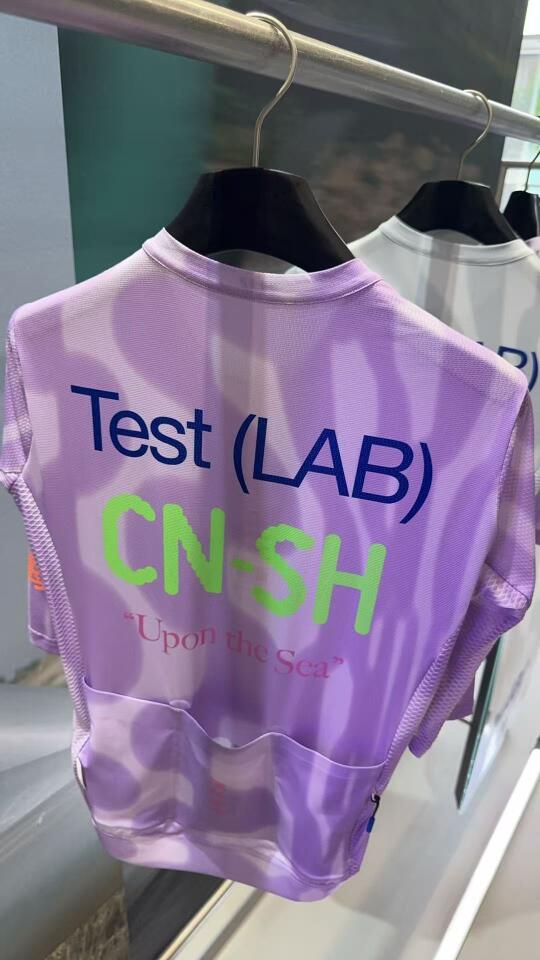 Test (LAB)
CN-SH
“Upon the Sea”